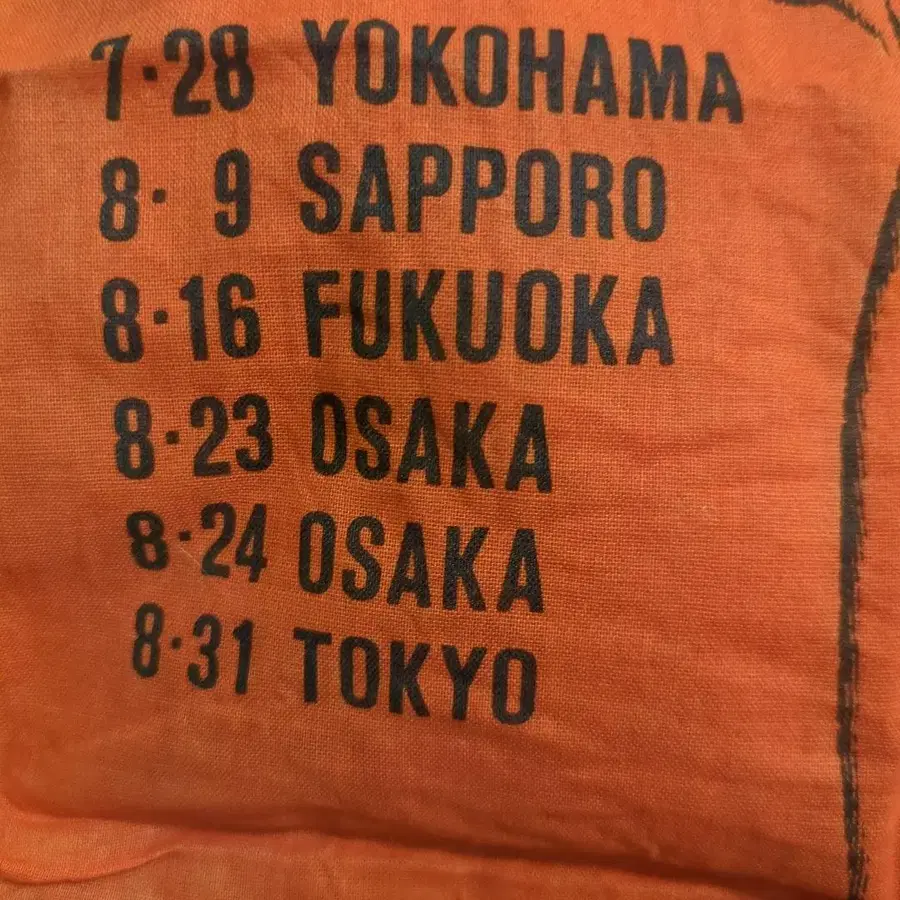 7·28 YOKOHAMA
8· 9 SAPPORO
8·16 FUKUOKA
8·23 OSAKA
8·24 OSAKA
8·31 TOKYO